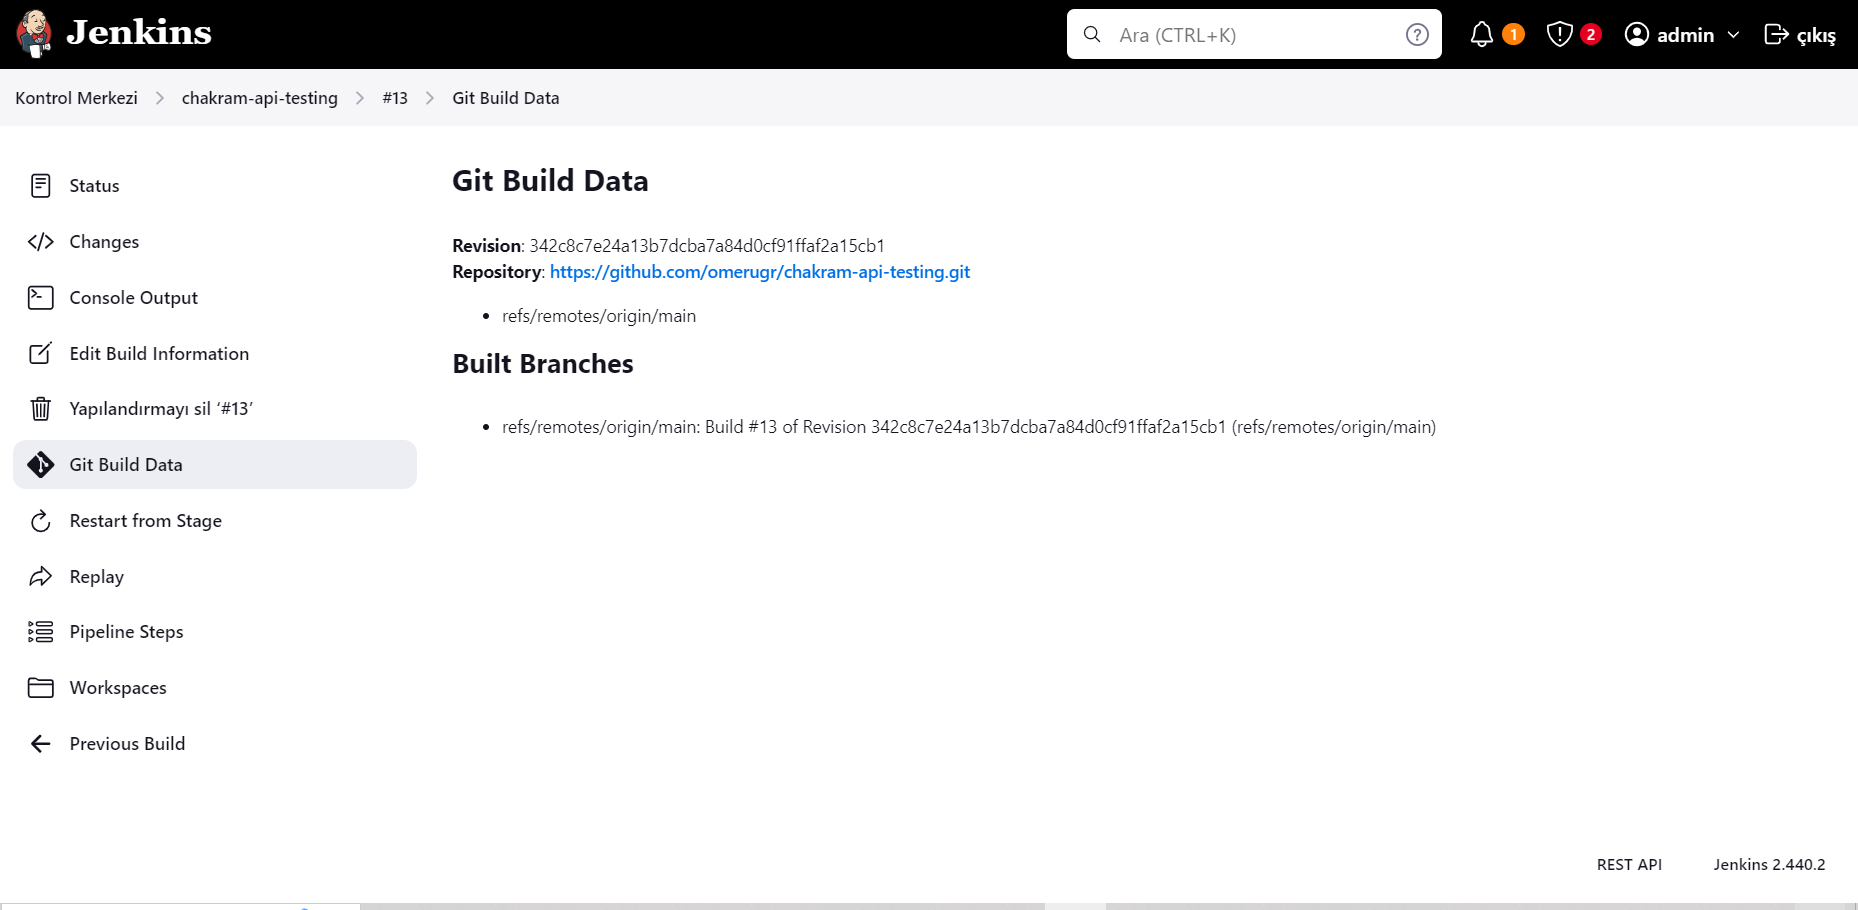 Jenkins
Ara (CTRL+K)
1
2
admin
çıkış
Kontrol Merkezi
chakram-api-testing
#13
Git Build Data
Status
Changes
Console Output
Edit Build Information
Yapılandırmayı sil ‘#13’
Git Build Data
Restart from Stage
Replay
Pipeline Steps
Workspaces
Previous Build
Git Build Data
Revision: 342c8c7e24a13b7dcba7a84d0cf91ffaf2a15cb1
Repository: https://github.com/omerugr/chakram-api-testing.git
• refs/remotes/origin/main
Built Branches
• refs/remotes/origin/main: Build #13 of Revision 342c8c7e24a13b7dcba7a84d0cf91ffaf2a15cb1 (refs/remotes/origin/main)
REST API
Jenkins 2.440.2